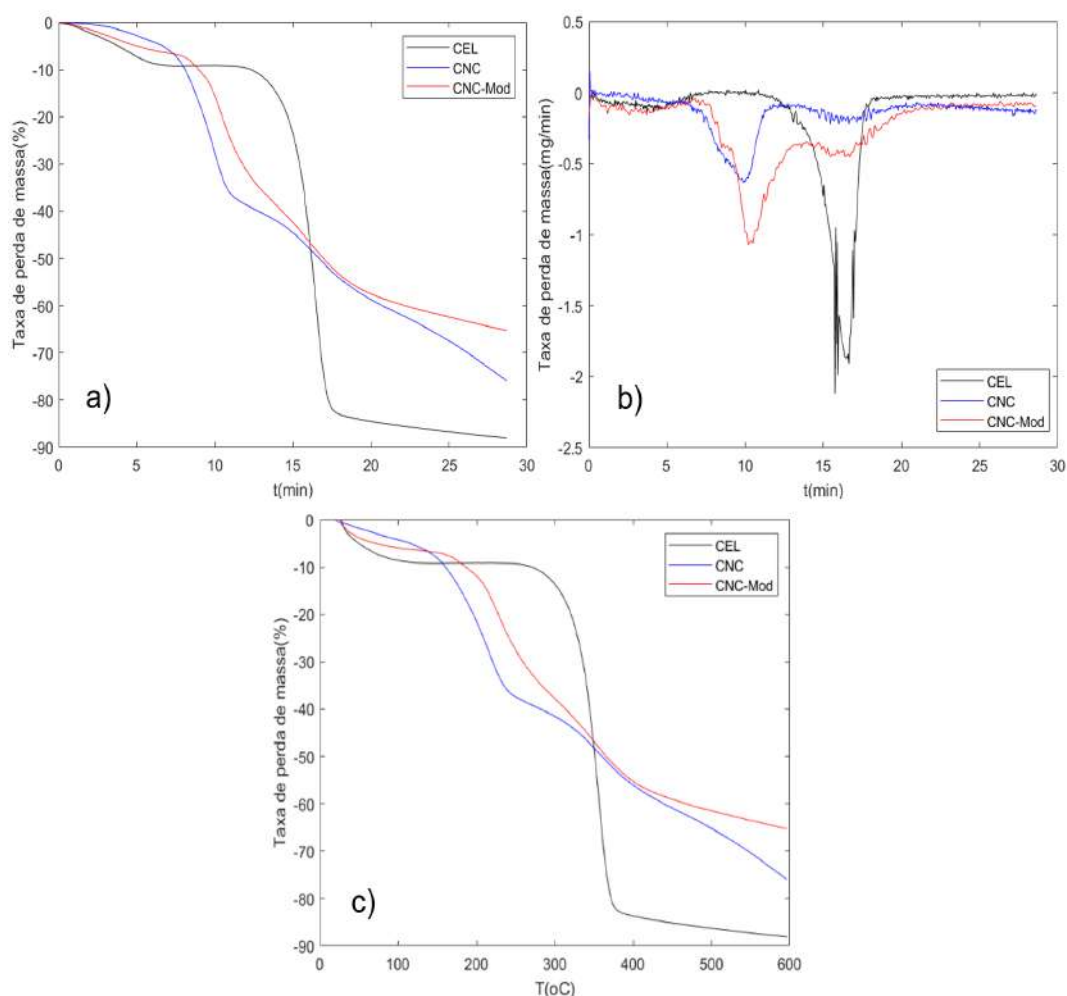 Taxa de perda de massa(%)
0
-10
-20
-30
-40
-50
-60
-70
-80
-90
0 5 10 15 20 25 30
t(min)
CEL
CNC
CNC-Mod
a)
Taxa de perda de massa(mg/min)
0.5
0
-0.5
-1
-1.5
-2
-2.5
0 5 10 15 20 25 30
t(min)
CEL
CNC
CNC-Mod
b)
Taxa de perda de massa(%)
0
-10
-20
-30
-40
-50
-60
-70
-80
-90
0 100 200 300 400 500 600
T(oC)
CEL
CNC
CNC-Mod
c)